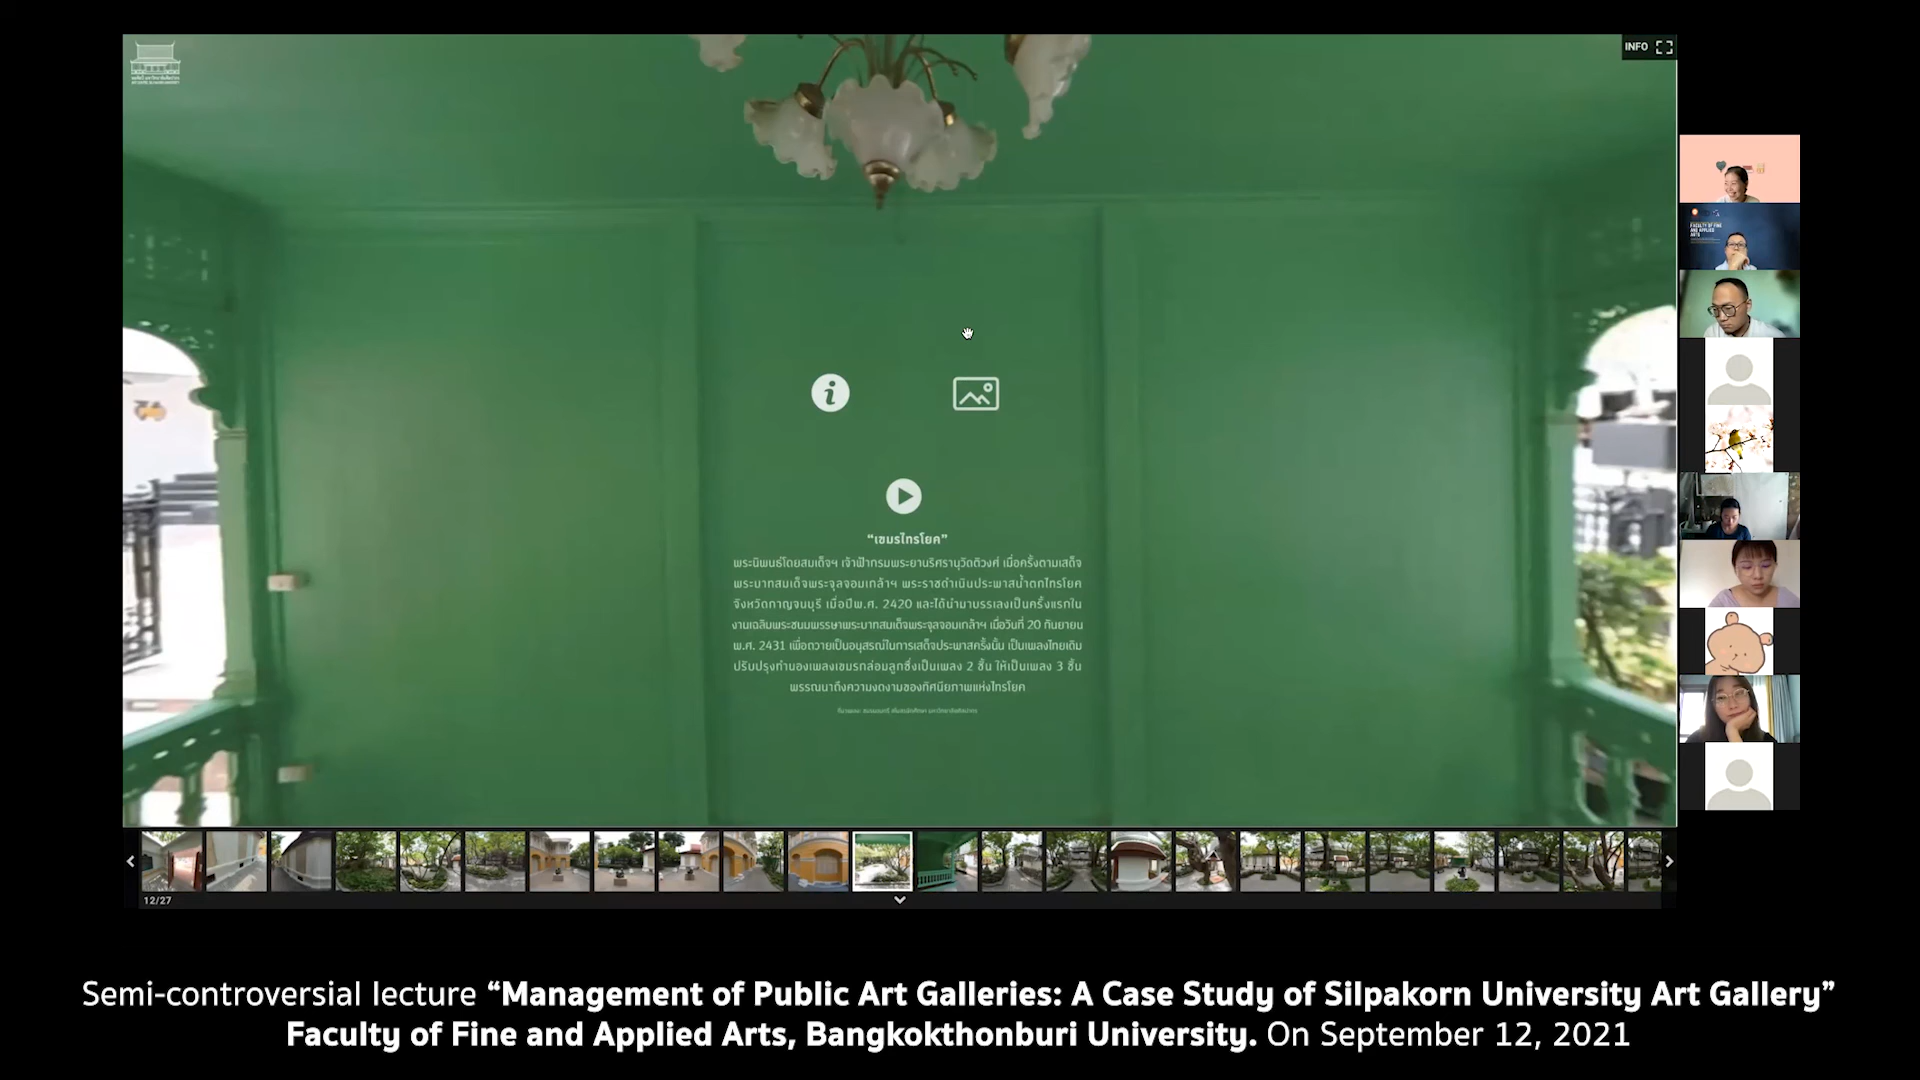 INFO
FACULTY OF FINE
AND APPLIED
ARTS
“เขมรไทรโยค”
พระนิพนธ์โดยสมเด็จฯ เจ้าฟ้ากรมพระยานริศรานุวัดติวงศ์ เมื่อครั้งตามเสด็จ
พระบาทสมเด็จพระจุลจอมเกล้าฯ พระราชดำเนินประพาสน้ำตกไทรโยค
จังหวัดกาญจนบุรี เมื่อปีพ.ศ. 2420 และได้นำมาบรรเลงเป็นครั้งแรกใน
งานเฉลิมพระชนมพรรษาพระบาทสมเด็จพระจุลจอมเกล้าฯ เมื่อวันที่ 20 กันยายน
พ.ศ. 2431 เพื่อถวายเป็นอนุสรณ์ในการเสด็จประพาสครั้งนั้น เป็นเพลงไทยเดิม
ปรับปรุงทำนองเพลงเขมรกล่อมลูกซึ่งเป็นเพลง 2 ชั้น ให้เป็นเพลง 3 ชั้น
พรรณนาถึงความงดงามของทัศนียภาพแห่งไทรโยค
12/27
Semi-controversial lecture “Management of Public Art Galleries: A Case Study of Silpakorn University Art Gallery”
Faculty of Fine and Applied Arts, Bangkokthonburi University. On September 12, 2021